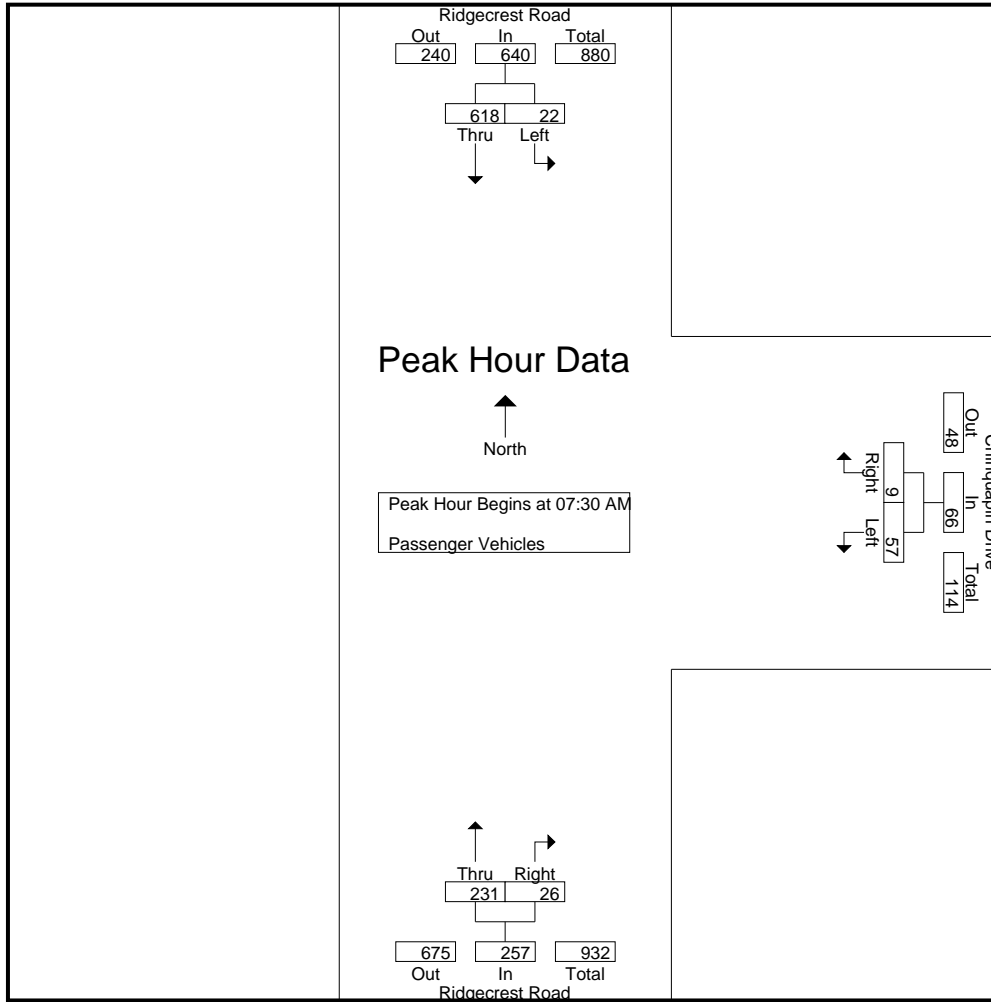 Ridgecrest Road
Out In Total
240 640 880
618 22
Thru Left
Peak Hour Data
North
Peak Hour Begins at 07:30 AM
Passenger Vehicles
Chinquapin Drive
Out In Total
48 66 114
Right Left
9 57
Thru Right
231 26
675 257 932
Out In Total
Ridgecrest Road